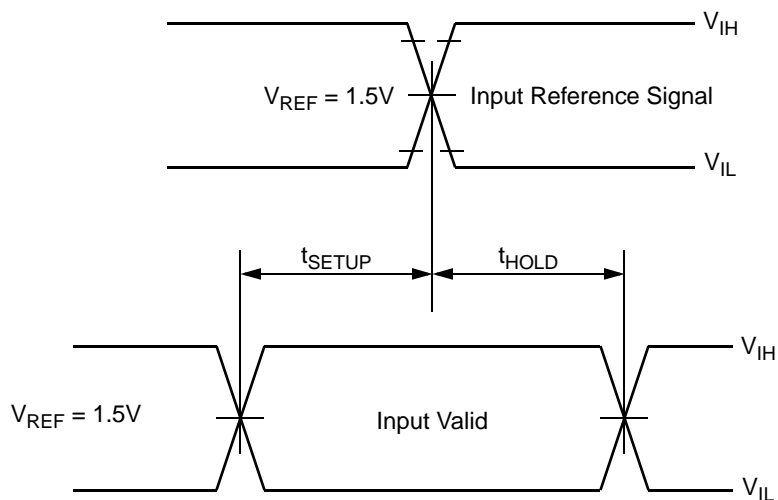 V_IH
V_REF = 1.5V Input Reference Signal
V_IL
t_SETUP t_HOLD
V_IH
V_REF = 1.5V Input Valid
V_IL